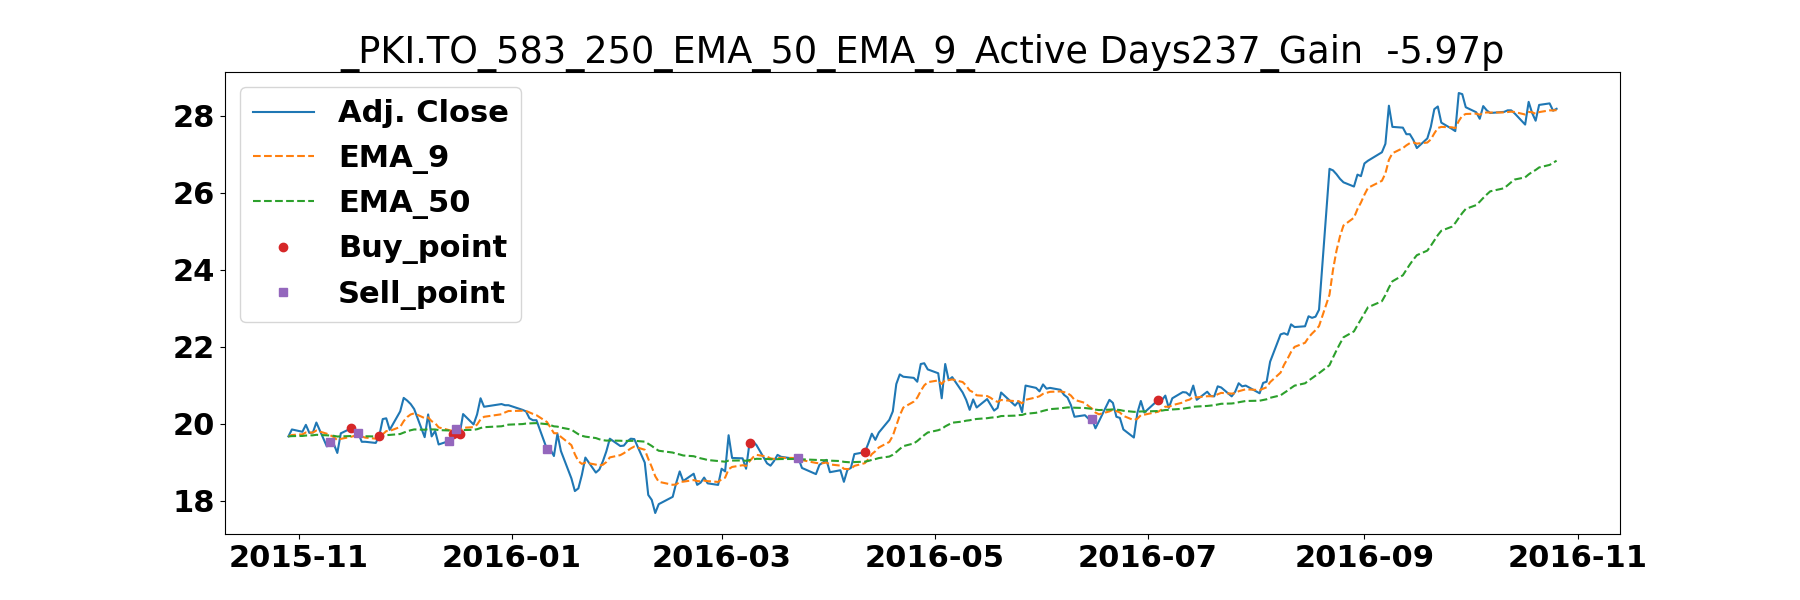 _PKI.TO_583_250_EMA_50_EMA_9_Active Days237_Gain  -5.97p
Adj. Close
EMA_9
EMA_50
Buy_point
Sell_point
28
26
24
22
20
18
2015-11
2016-01
2016-03
2016-05
2016-07
2016-09
2016-11